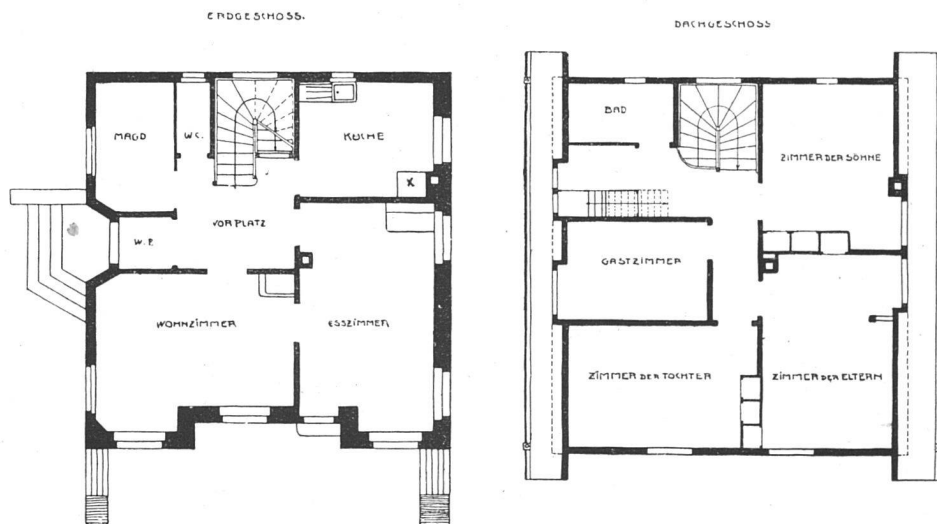 ERDGESCHOSS.
MAGD
W.C.
KÜCHE
X
VORPLATZ
W.F.
WOHNZIMMER
ESSZIMMER
DACHGESCHOSS
BAD
ZIMMER DER SÖHNE
GASTZIMMER
ZIMMER DER TOCHTER
ZIMMER DER ELTERN